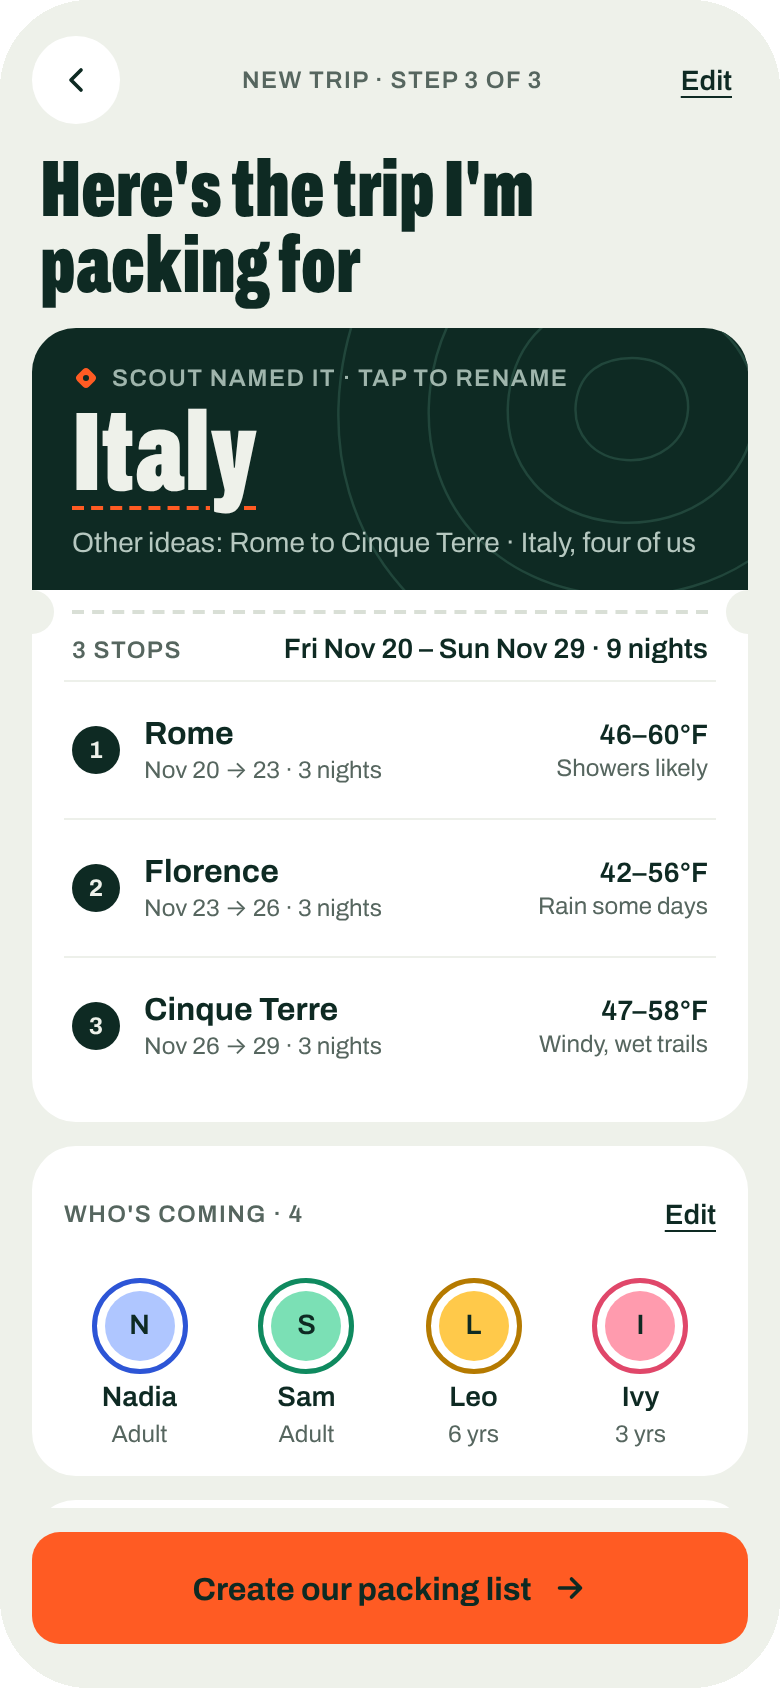 NEW TRIP · STEP 3 OF 3
Edit
Here's the trip I'm
packing for
SCOUT NAMED IT · TAP TO RENAME
Italy
Other ideas: Rome to Cinque Terre · Italy, four of us
3 STOPS
Fri Nov 20 – Sun Nov 29 · 9 nights
1
Rome
46–60°F
Nov 20 → 23 · 3 nights
Showers likely
2
Florence
42–56°F
Nov 23 → 26 · 3 nights
Rain some days
3
Cinque Terre
47–58°F
Nov 26 → 29 · 3 nights
Windy, wet trails
WHO'S COMING · 4
Edit
N
S
L
I
Nadia
Sam
Leo
Ivy
Adult
Adult
6 yrs
3 yrs
Create our packing list →